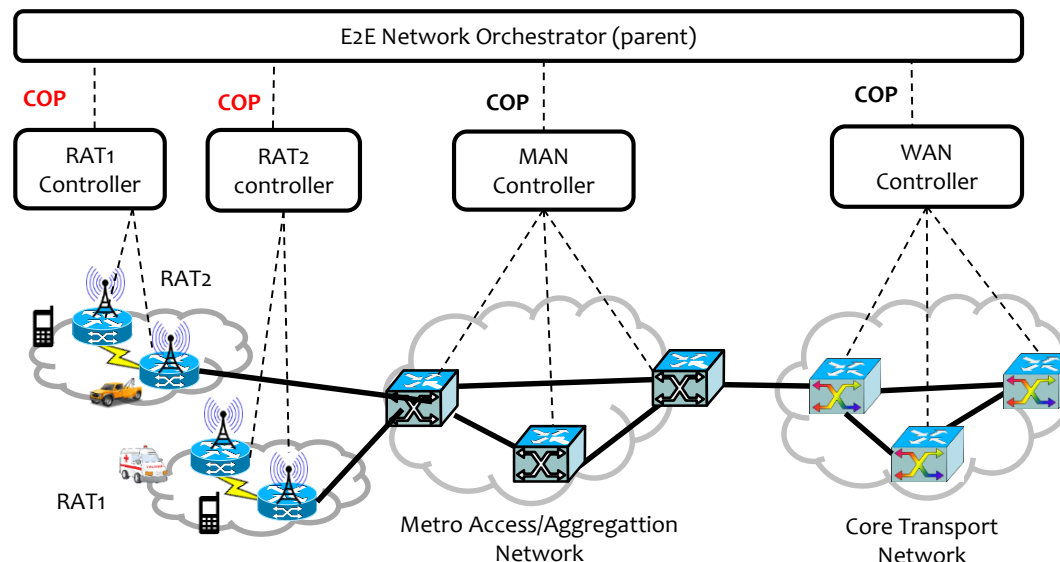 E2E Network Orchestrator (parent)
COP
COP
COP
COP
RAT1
Controller
RAT2
controller
MAN
Controller
WAN
Controller
RAT2
RAT1
Metro Access/Aggregattion
Network
Core Transport
Network